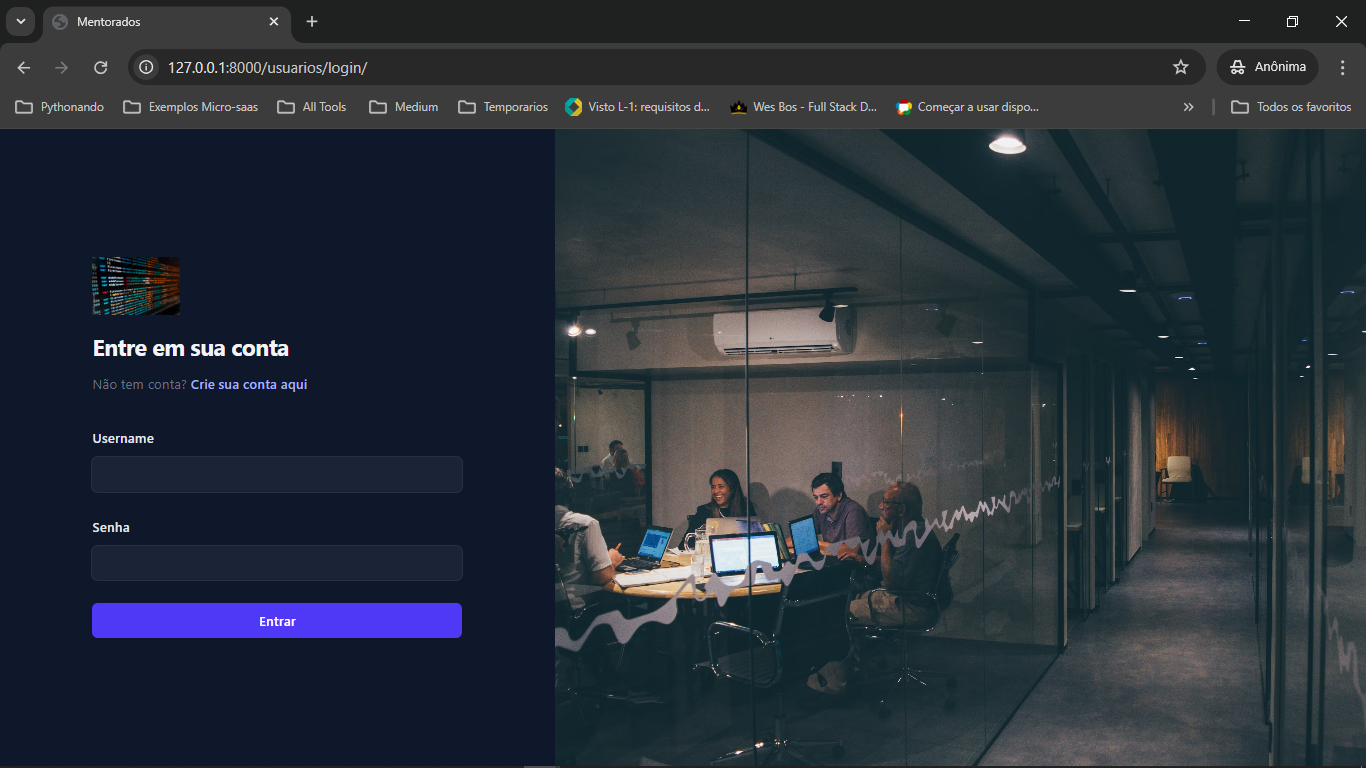 Mentorados
127.0.0.1:8000/usuarios/login/
Anônima
Pythonando
Exemplos Micro-saas
All Tools
Medium
Temporarios
Visto L-1: requisitos d...
Wes Bos - Full Stack D...
Começar a usar dispo...
»
Todos os favoritos
Entre em sua conta
Não tem conta? Crie sua conta aqui
Username
Senha
Entrar